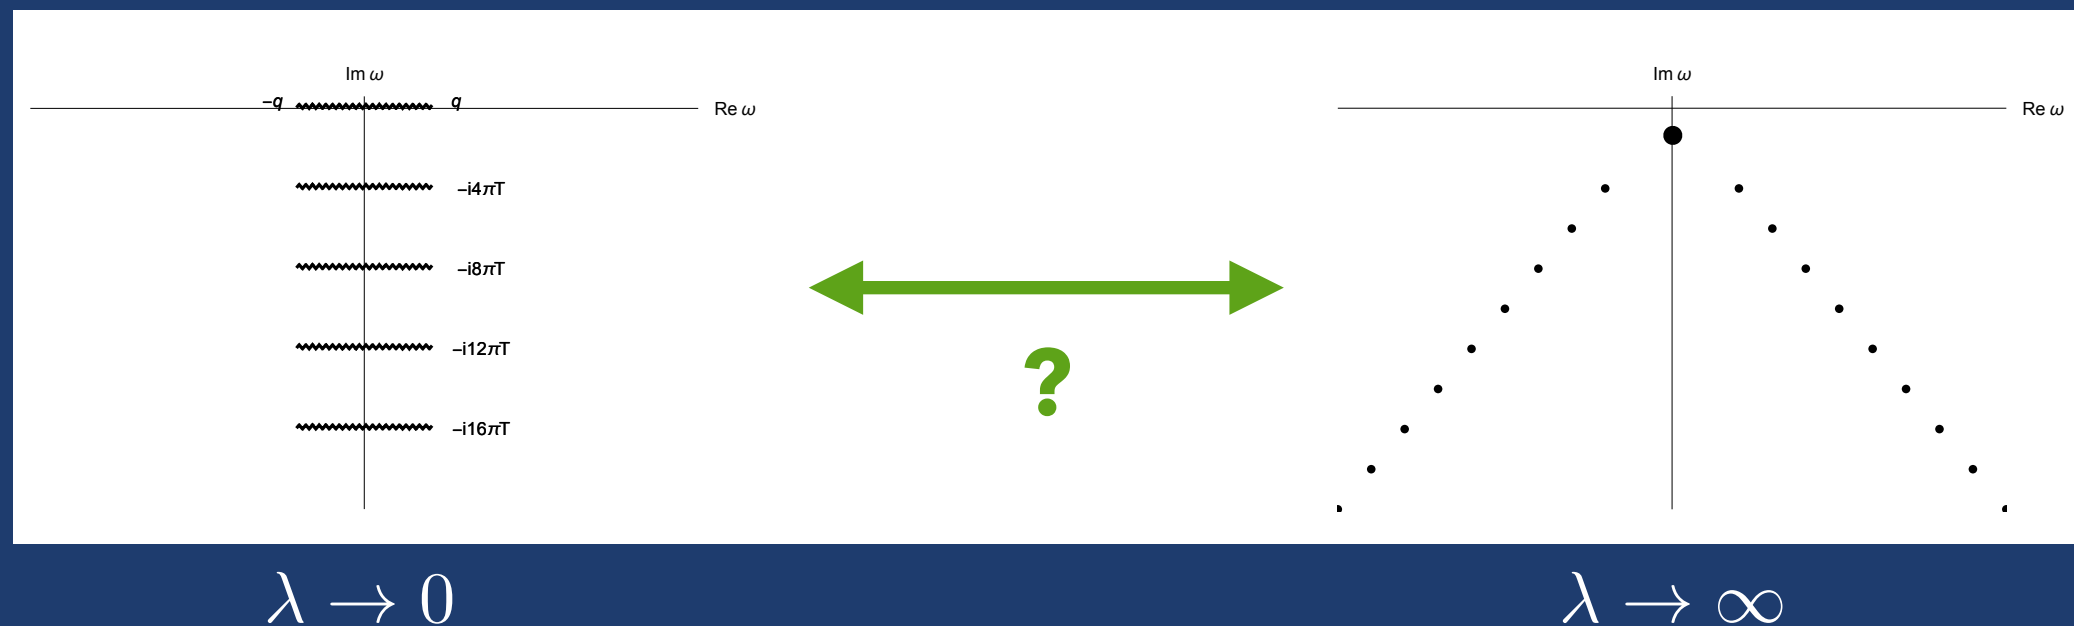 Im ω
−q
q
Re ω
−i4πT
−i8πT
−i12πT
−i16πT
?
Im ω
Re ω
λ → 0
λ → ∞